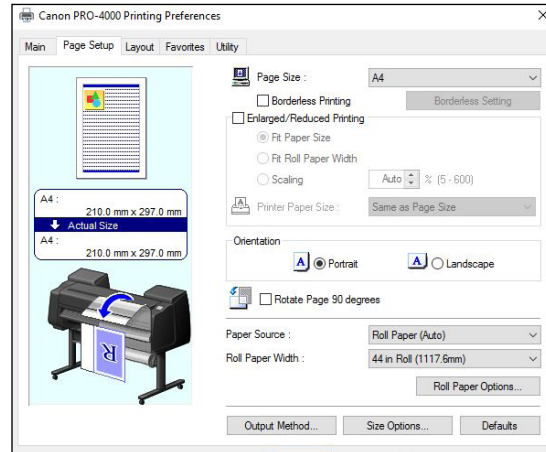 Canon PRO-4000 Printing Preferences
Main Page Setup Layout Favorites Utility
Page Size : A4
Borderless Printing Borderless Setting
Enlarged/Reduced Printing
Fit Paper Size
Fit Roll Paper Width
Scaling Auto % (5 - 600)
Printer Paper Size : Same as Page Size
A4 :
210.0 mm x 297.0 mm
Actual Size
A4 :
210.0 mm x 297.0 mm
Orientation
A Portrait A Landscape
Rotate Page 90 degrees
R
Paper Source : Roll Paper (Auto)
Roll Paper Width : 44 in Roll (1117.6mm)
Roll Paper Options...
Output Method... Size Options... Defaults